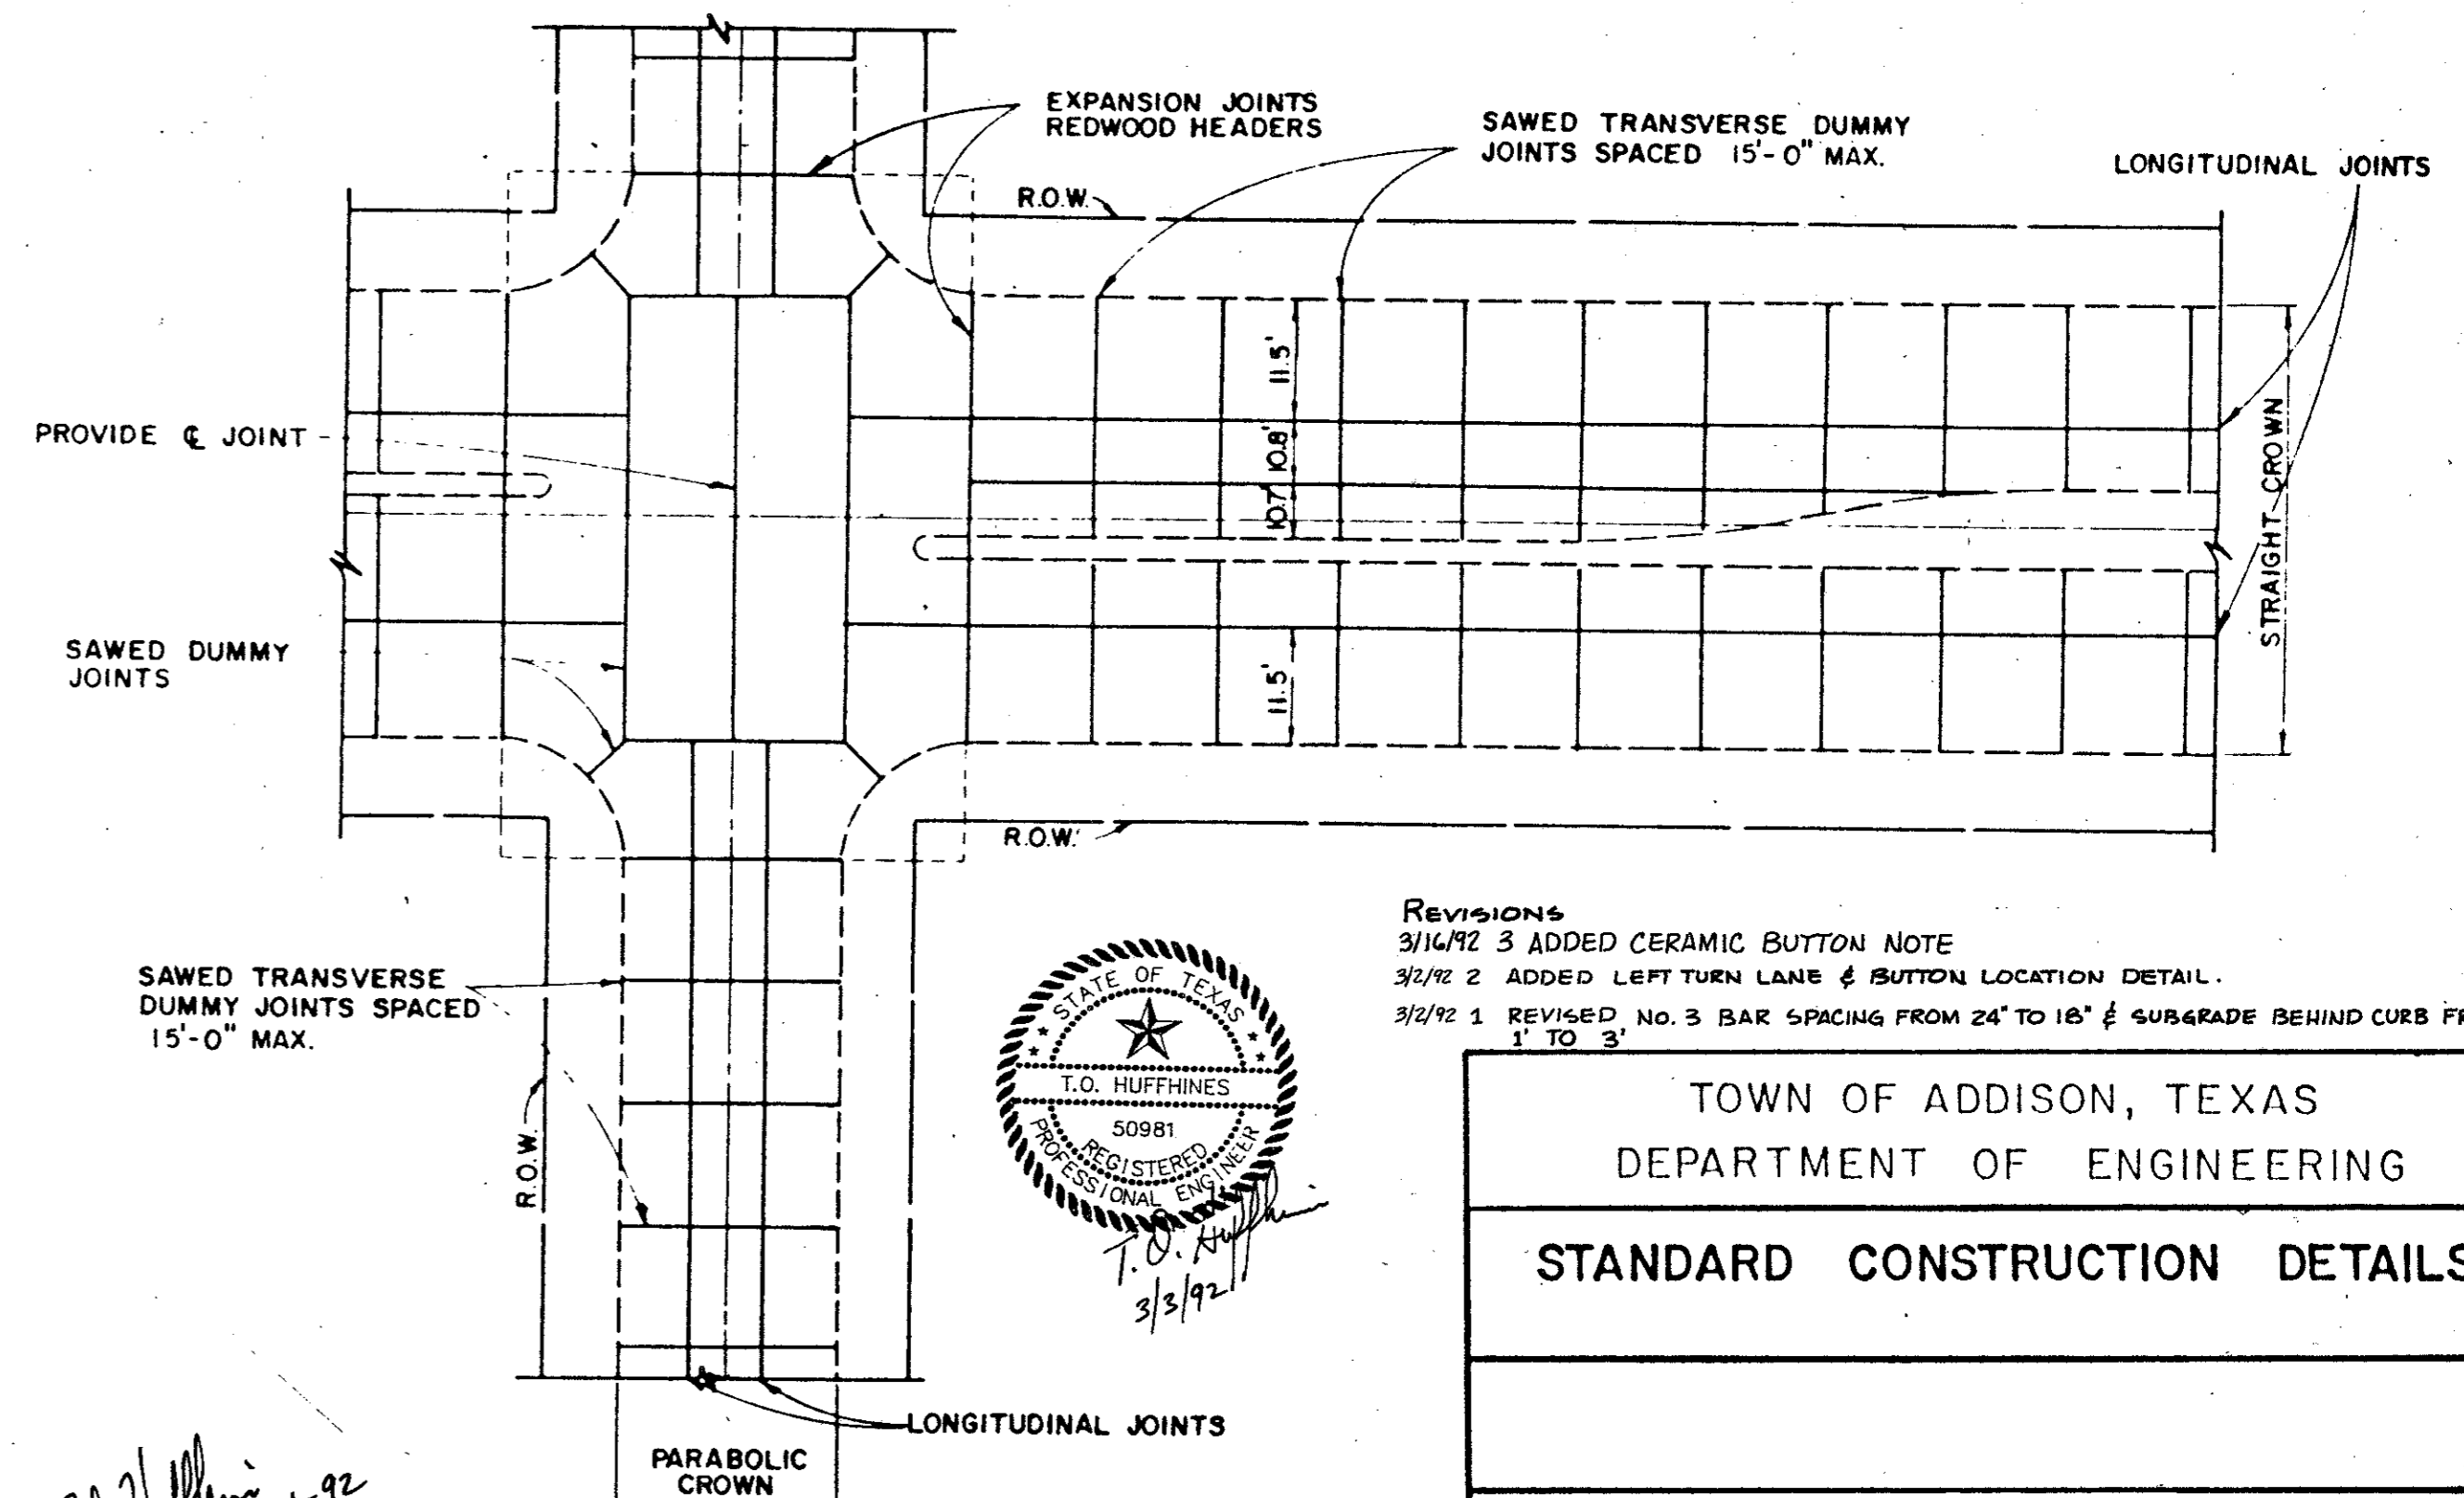 EXPANSION JOINTS
REDWOOD HEADERS
SAWED TRANSVERSE DUMMY
JOINTS SPACED 15'-0" MAX.
LONGITUDINAL JOINTS
R.O.W.
11.5'
10.8'
10.7'
PROVIDE ℄ JOINT
STRAIGHT CROWN
SAWED DUMMY
JOINTS
11.5'
R.O.W.
SAWED TRANSVERSE
DUMMY JOINTS SPACED
15'-0" MAX.
R.O.W.
REVISIONS
3/16/92 3 ADDED CERAMIC BUTTON NOTE
3/2/92 2 ADDED LEFT TURN LANE & BUTTON LOCATION DETAIL.
3/2/92 1 REVISED NO. 3 BAR SPACING FROM 24" TO 18" & SUBGRADE BEHIND CURB FR
1' TO 3'
STATE OF TEXAS
T.O. HUFFHINES
50981
REGISTERED
PROFESSIONAL ENGINEER
T.O. Huffhines
3/3/92
TOWN OF ADDISON, TEXAS
DEPARTMENT OF ENGINEERING
STANDARD CONSTRUCTION DETAILS
LONGITUDINAL JOINTS
PARABOLIC
CROWN
92